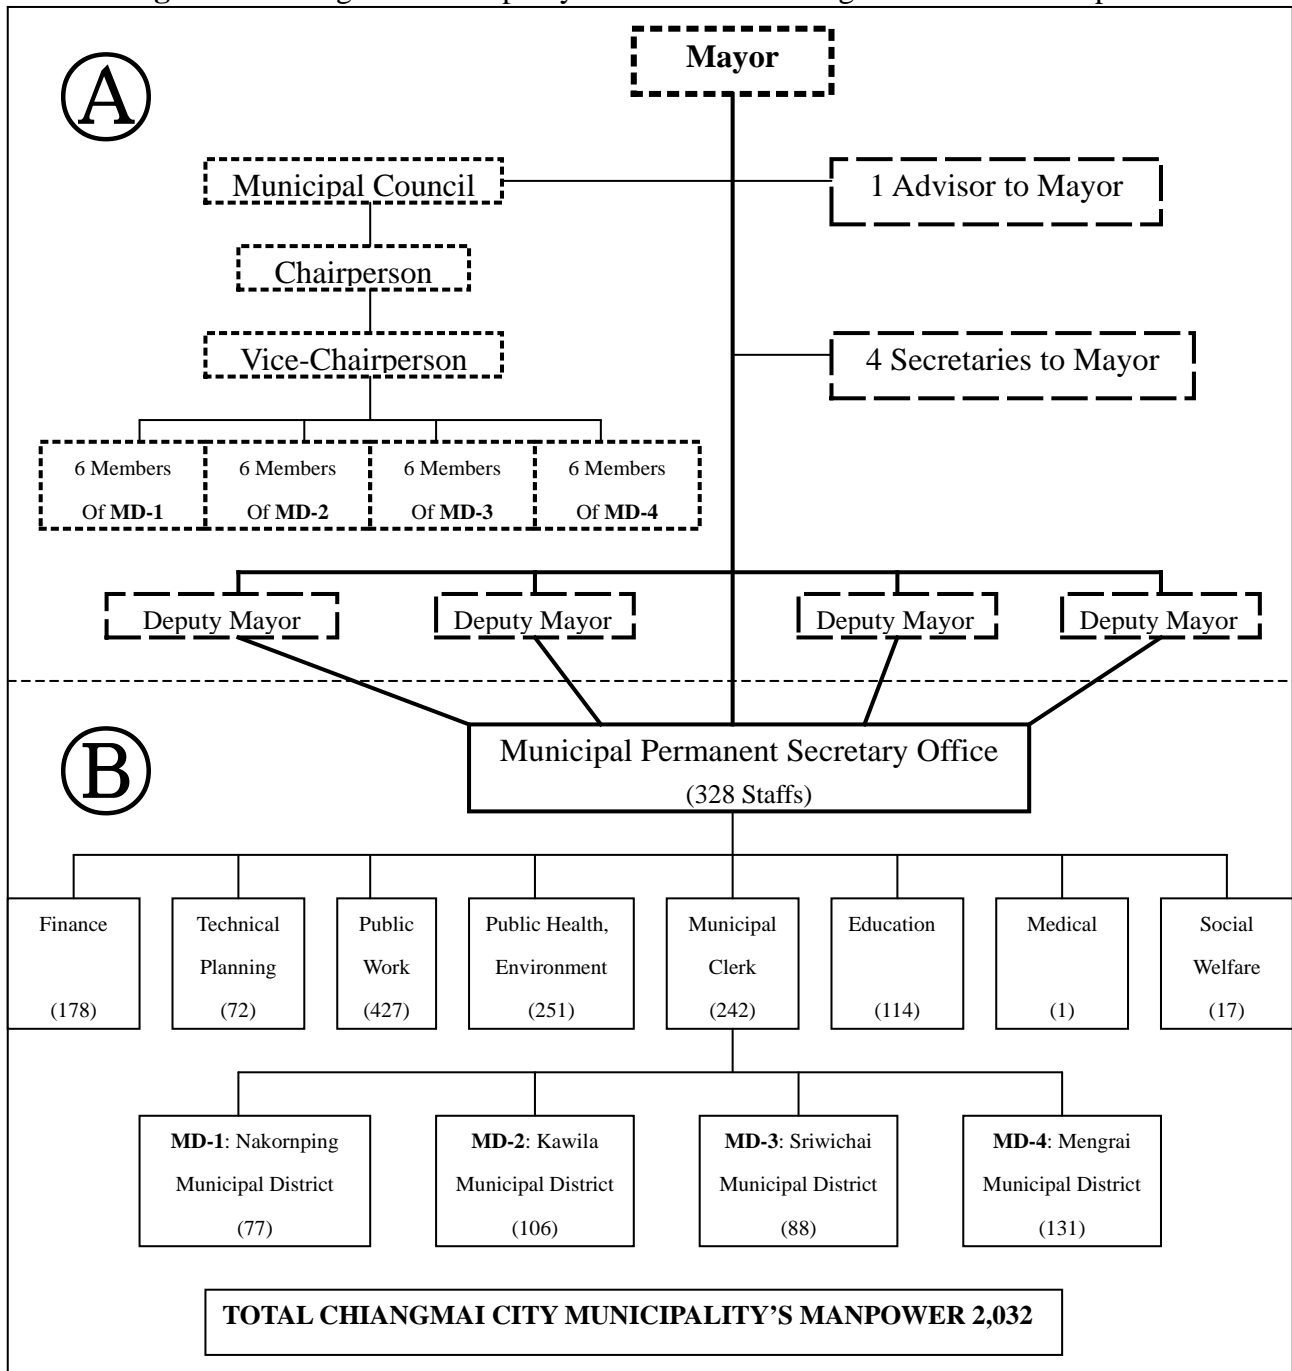 A
Mayor
Municipal Council
1 Advisor to Mayor
Chairperson
Vice-Chairperson
4 Secretaries to Mayor
6 Members
Of MD-1
6 Members
Of MD-2
6 Members
Of MD-3
6 Members
Of MD-4
Deputy Mayor
Deputy Mayor
Deputy Mayor
Deputy Mayor
B
Municipal Permanent Secretary Office
(328 Staffs)
Finance
(178)
Technical
Planning
(72)
Public
Work
(427)
Public Health,
Environment
(251)
Municipal
Clerk
(242)
Education
(114)
Medical
(1)
Social
Welfare
(17)
MD-1: Nakornping
Municipal District
(77)
MD-2: Kawila
Municipal District
(106)
MD-3: Sriwichai
Municipal District
(88)
MD-4: Mengrai
Municipal District
(131)
TOTAL CHIANGMAI CITY MUNICIPALITY'S MANPOWER 2,032